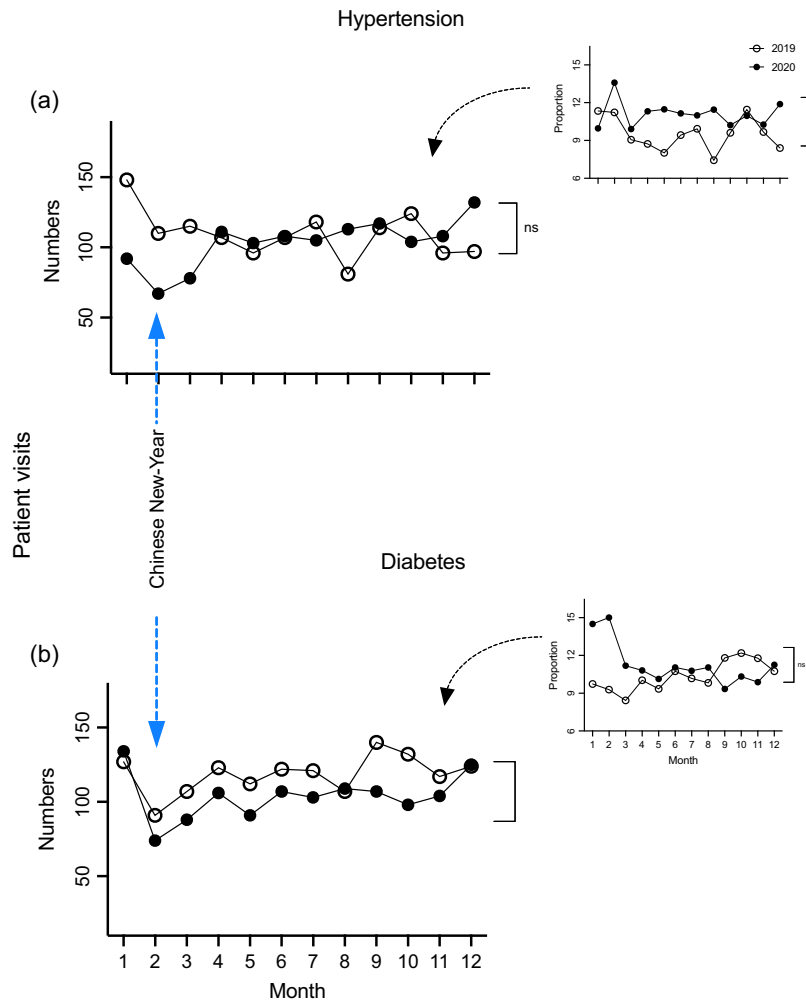 Hypertension
2019
2020
15
12
9
6
Proportion
(a)
150
100
50
Numbers
ns
Patient visits
Chinese New-Year
Diabetes
15
12
9
6
Proportion
ns
1 2 3 4 5 6 7 8 9 10 11 12
Month
(b)
150
100
50
Numbers
1 2 3 4 5 6 7 8 9 10 11 12
Month